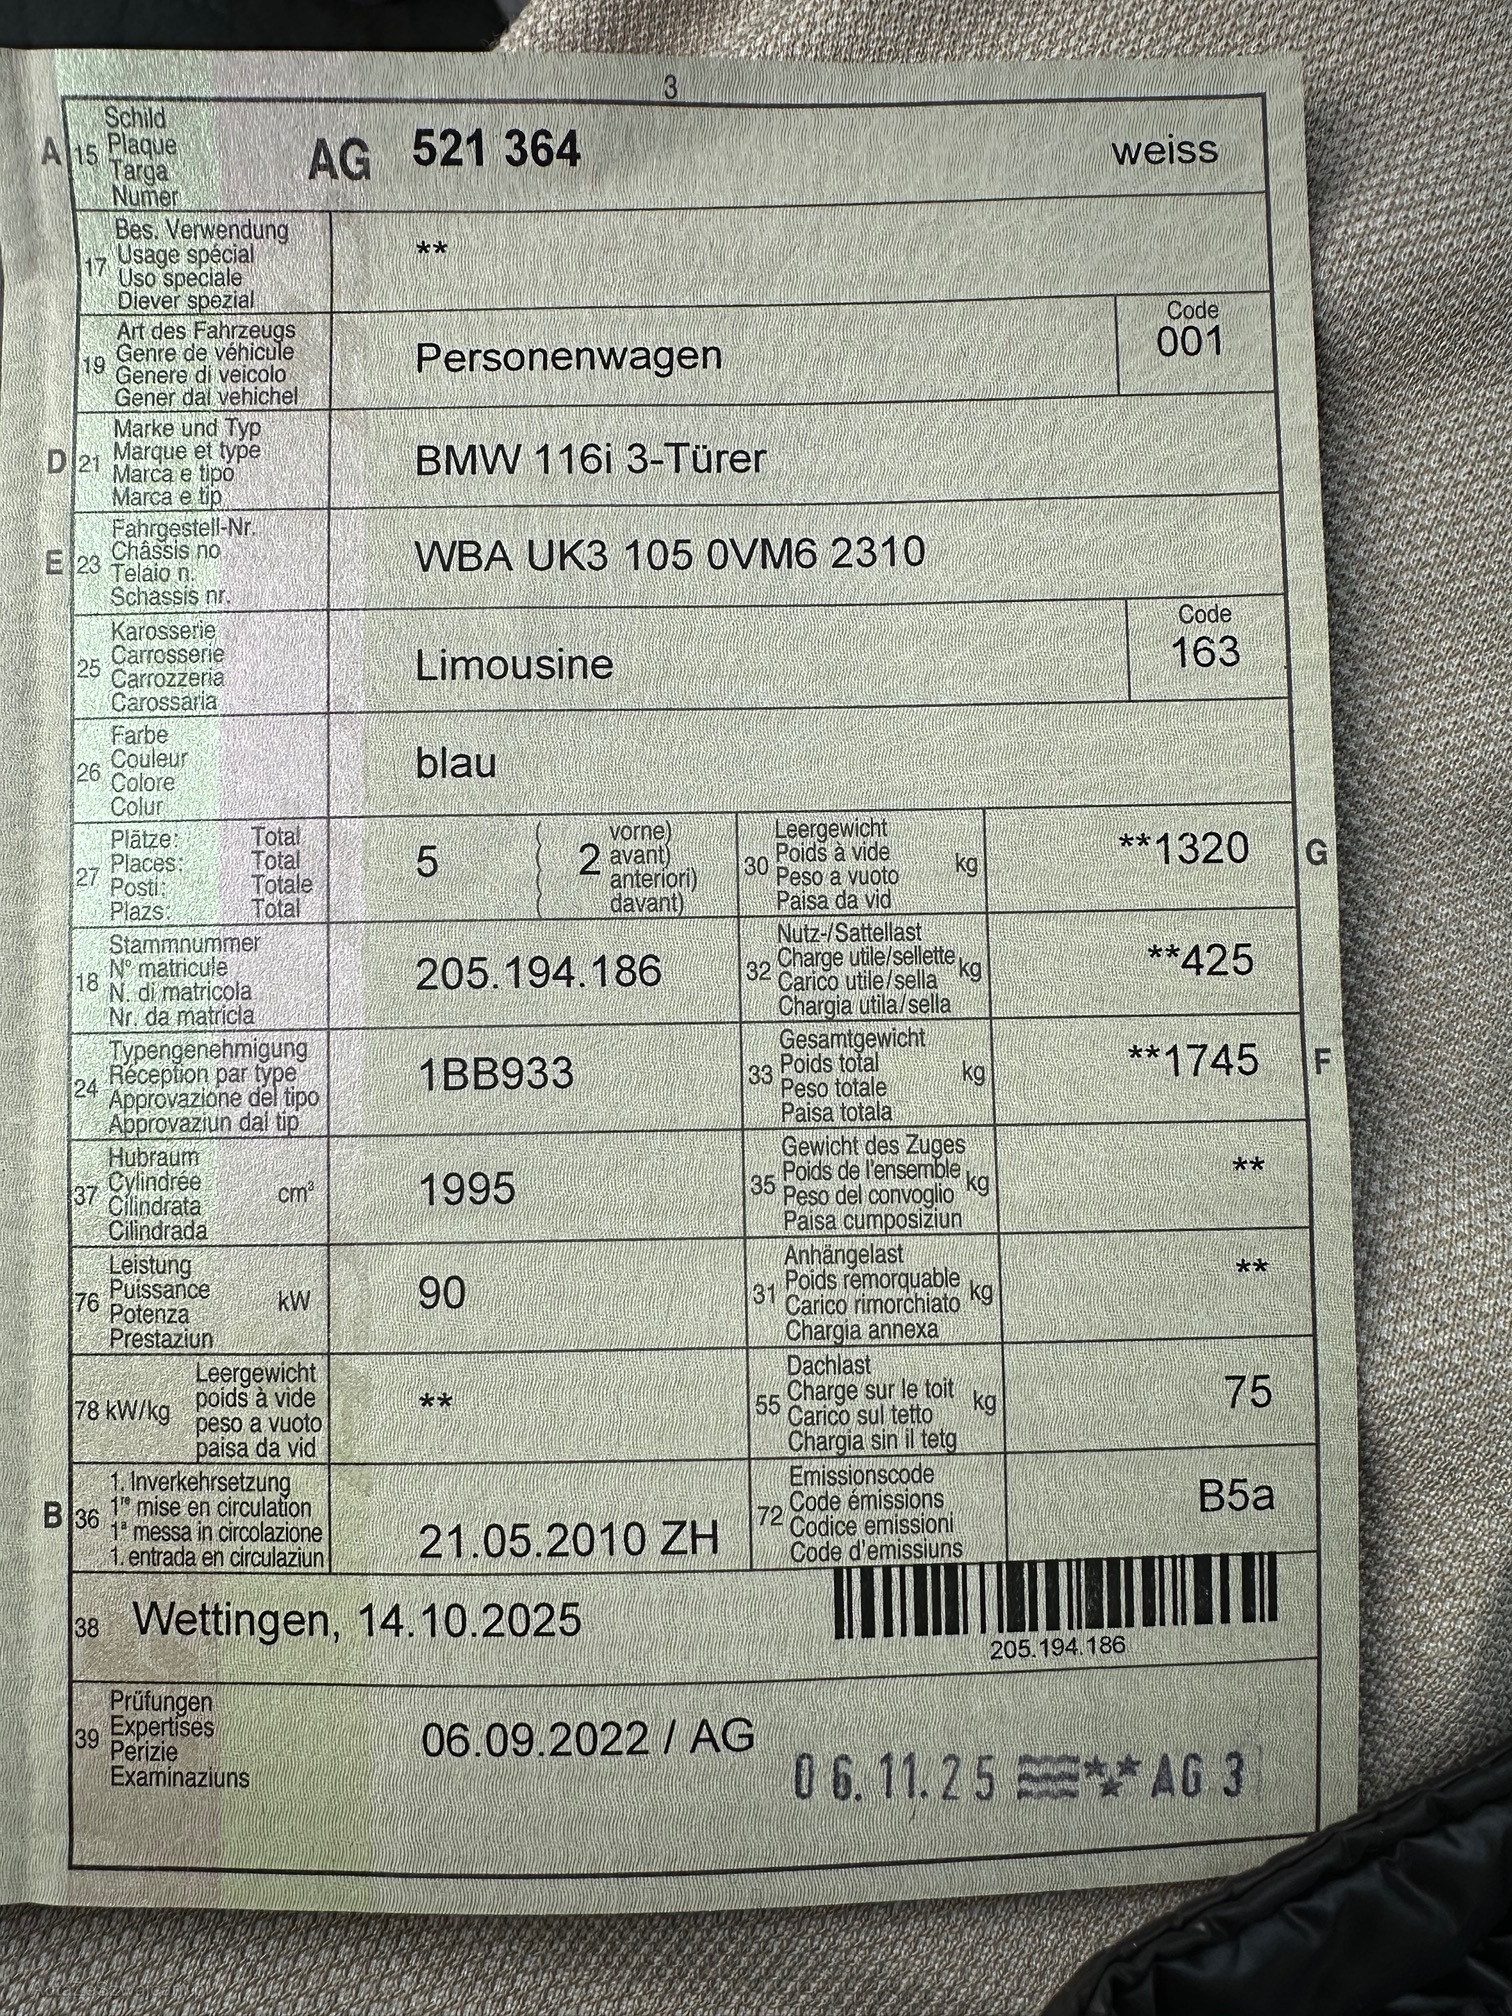 3
A 15 Schild
Plaque
Targa
Numer
AG 521 364 weiss
17 Bes. Verwendung
Usage spécial
Uso speciale
Diever spezial
**
19 Art des Fahrzeugs
Genre de véhicule
Genere di veicolo
Gener dal vehichel
Personenwagen
Code
001
D 21 Marke und Typ
Marque et type
Marca e tipo
Marca e tip
BMW 116i 3-Türer
E 23 Fahrgestell-Nr.
Châssis no
Telaio n.
Schassis nr.
WBA UK3 105 0VM6 2310
25 Karosserie
Carrosserie
Carrozzeria
Carossaria
Limousine
Code
163
26 Farbe
Couleur
Colore
Colur
blau
27 Plätze: Total
Places: Total
Posti: Totale
Plazs: Total
5 ( 2 vorne)
( avant)
( anteriori)
( davant)
30 Leergewicht
Poids à vide kg
Peso a vuoto
Paisa da vid
**1320 G
18 Stammnummer
N° matricule
N. di matricola
Nr. da matricla
205.194.186
32 Nutz-/Sattellast
Charge utile/sellette kg
Carico utile/sella
Chargia utila/sella
**425
24 Typengenehmigung
Réception par type
Approvazione del tipo
Approvaziun dal tip
1BB933
33 Gesamtgewicht
Poids total kg
Peso totale
Paisa totala
**1745 F
37 Hubraum
Cylindrée cm³
Cilindrata
Cilindrada
1995
35 Gewicht des Zuges
Poids de l'ensemble kg
Peso del convoglio
Paisa cumposiziun
**
76 Leistung
Puissance kW
Potenza
Prestaziun
90
31 Anhängelast
Poids remorquable kg
Carico rimorchiato
Chargia annexa
**
78 kW/kg Leergewicht
poids à vide
peso a vuoto
paisa da vid
**
55 Dachlast
Charge sur le toit kg
Carico sul tetto
Chargia sin il tetg
75
B 36 1. Inverkehrsetzung
1re mise en circulation
1a messa in circolazione
1. entrada en circulaziun
21.05.2010 ZH
72 Emissionscode
Code émissions
Codice emissioni
Code d'emissiuns
B5a
38 Wettingen, 14.10.2025
205.194.186
39 Prüfungen
Expertises
Perizie
Examinaziuns
06.09.2022 / AG
06.11.25 AG 3